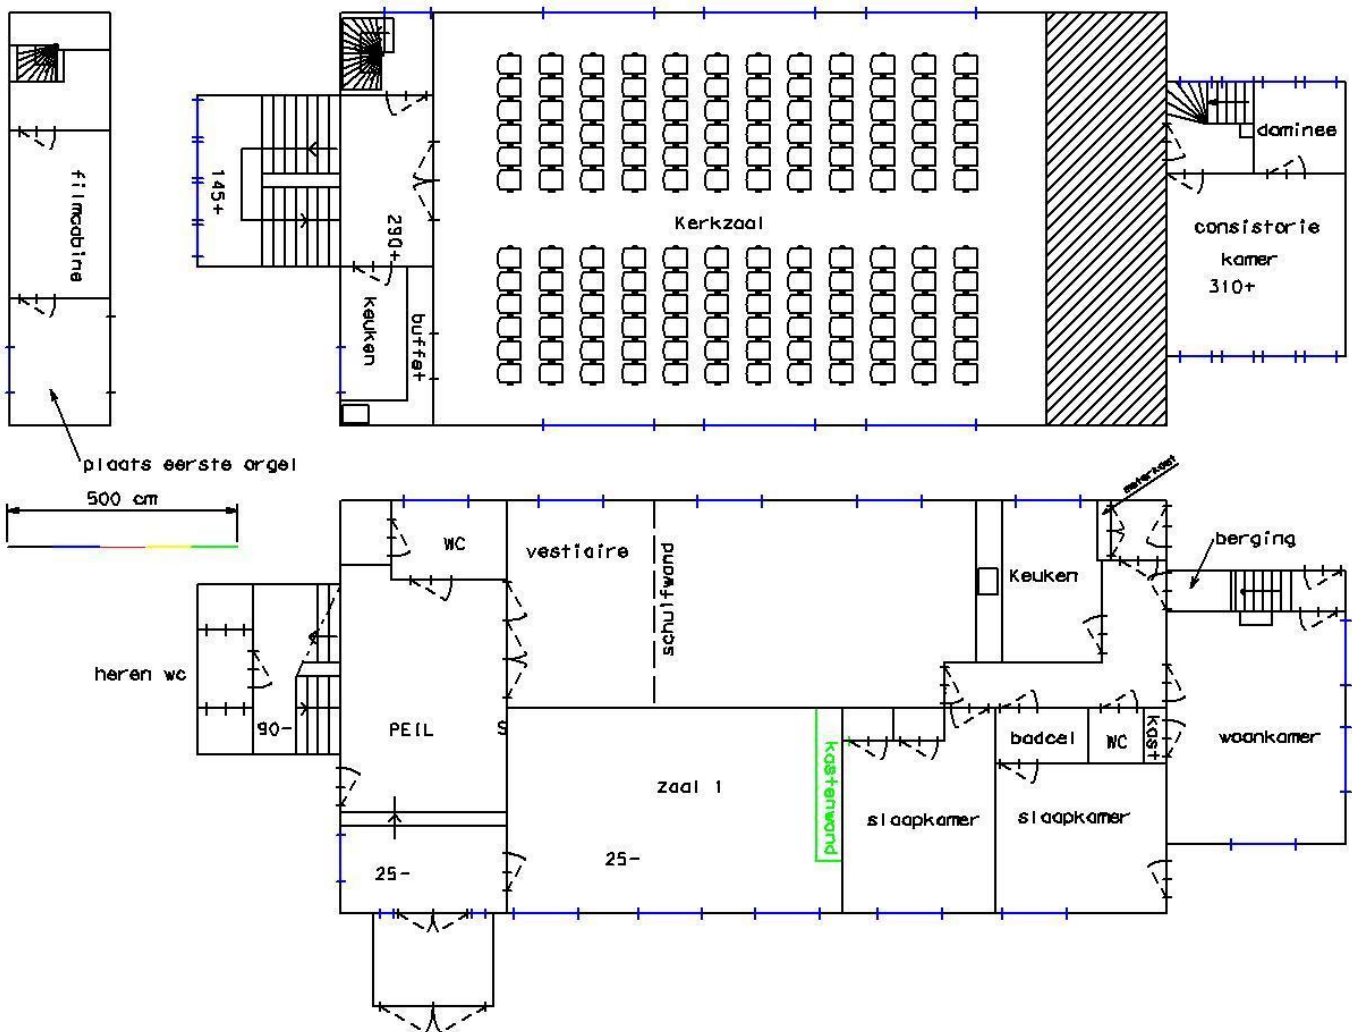 dominee
filmcabine
145+
290+
Kerkzaal
consistorie
kamer
310+
keuken
buffet
plaats eerste orgel
500 cm
meterkast
WC
vestiaire
schuifwand
Keuken
berging
heren wc
90-
PEIL
S
zaal 1
kastenwand
badcel
WC
kast
woonkamer
slaapkamer
slaapkamer
25-
25-